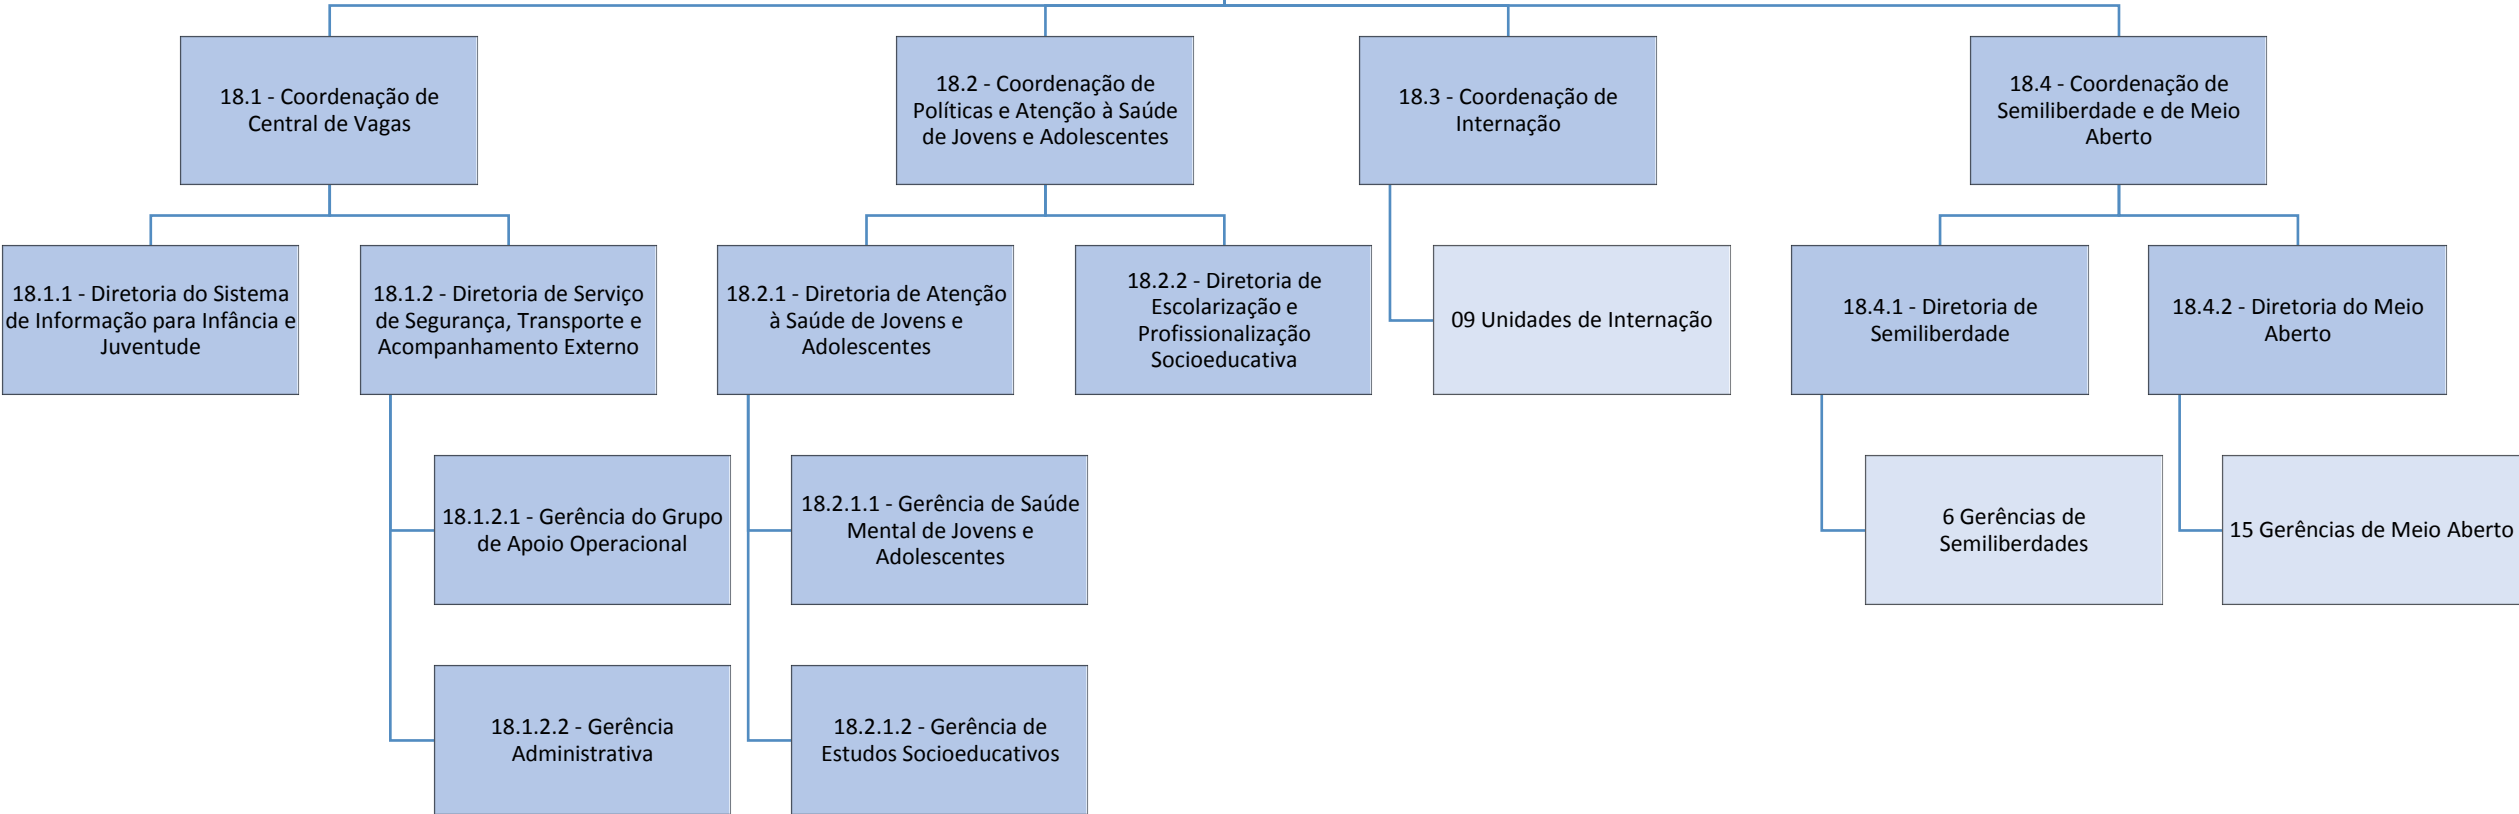 18.1 - Coordenação de
Central de Vagas
18.2 - Coordenação de
Políticas e Atenção à Saúde
de Jovens e Adolescentes
18.3 - Coordenação de
Internação
18.4 - Coordenação de
Semiliberdade e de Meio
Aberto
18.1.1 - Diretoria do Sistema
de Informação para Infância e
Juventude
18.1.2 - Diretoria de Serviço
de Segurança, Transporte e
Acompanhamento Externo
18.2.1 - Diretoria de Atenção
à Saúde de Jovens e
Adolescentes
18.2.2 - Diretoria de
Escolarização e
Profissionalização
Socioeducativa
09 Unidades de Internação
18.4.1 - Diretoria de
Semiliberdade
18.4.2 - Diretoria do Meio
Aberto
18.1.2.1 - Gerência do Grupo
de Apoio Operacional
18.2.1.1 - Gerência de Saúde
Mental de Jovens e
Adolescentes
6 Gerências de
Semiliberdades
15 Gerências de Meio Aberto
18.1.2.2 - Gerência
Administrativa
18.2.1.2 - Gerência de
Estudos Socioeducativos